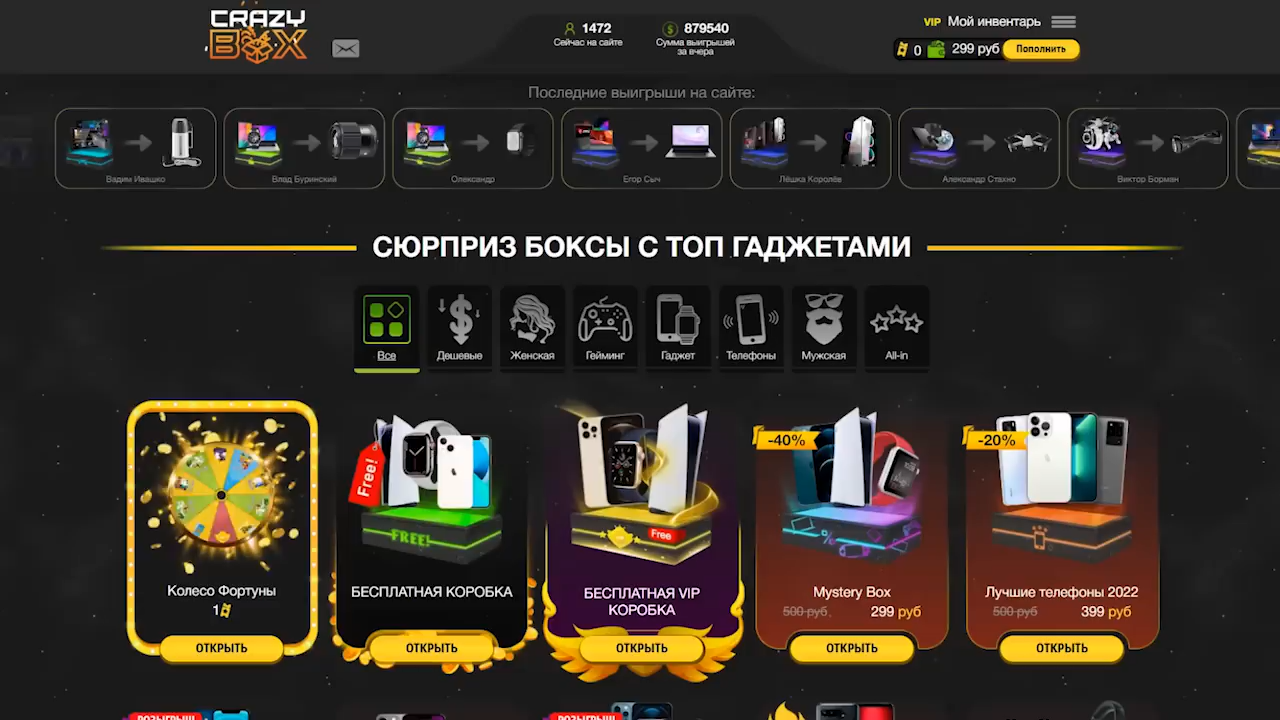 CRAZY
BOX
1472
Сейчас на сайте
879540
Сумма выигрышей
за вчера
VIP Мой инвентарь
0 299 руб Пополнить
Последние выигрыши на сайте:
Вадим Ивашко
Влад Буринский
Олександр
Егор Сыч
Лёшка Королёв
Александр Стахно
Виктор Борман
СЮРПРИЗ БОКСЫ С ТОП ГАДЖЕТАМИ
Все
Дешевые
Женская
Гейминг
Гаджет
Телефоны
Мужская
All-in
Колесо Фортуны
1
ОТКРЫТЬ
Free!
FREE!
БЕСПЛАТНАЯ КОРОБКА
ОТКРЫТЬ
Free
БЕСПЛАТНАЯ VIP
КОРОБКА
ОТКРЫТЬ
-40%
Mystery Box
500 руб. 299 руб
ОТКРЫТЬ
-20%
Лучшие телефоны 2022
500 руб 399 руб
ОТКРЫТЬ
РОЗЫГРЫШ
РОЗЫГРЫШ